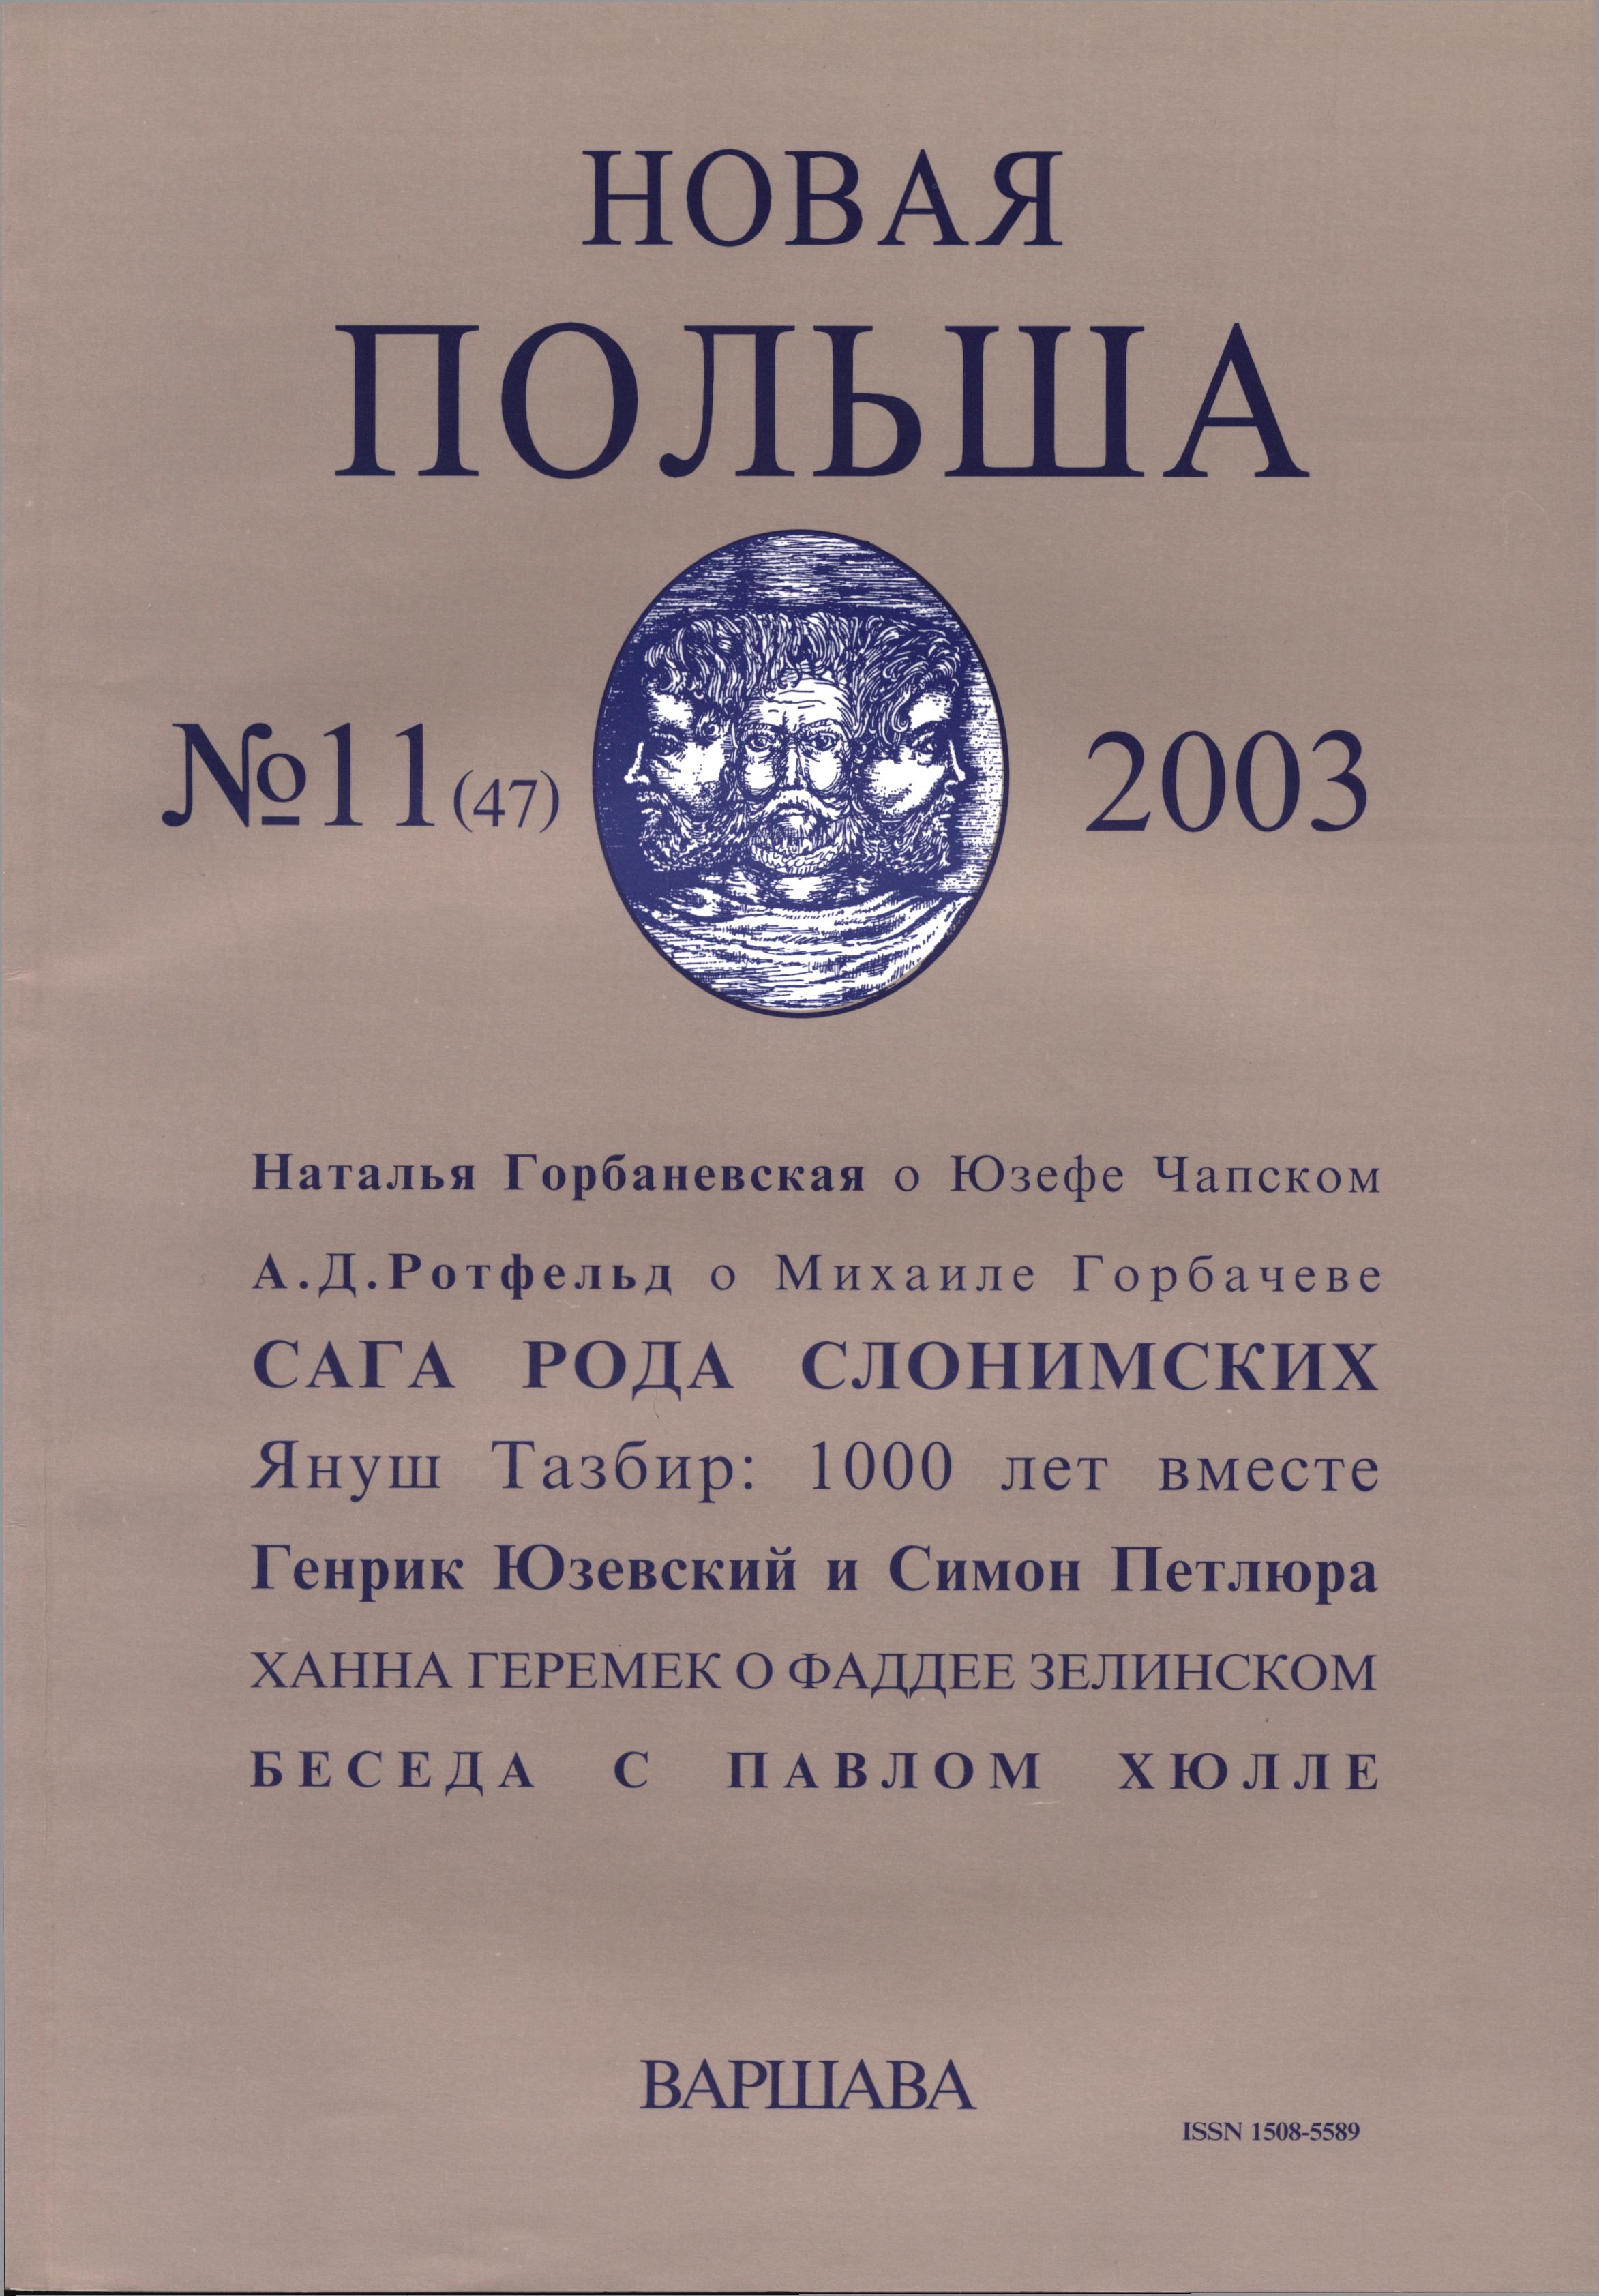 НОВАЯ
ПОЛЬША
№11(47) 2003
Наталья Горбаневская о Юзефе Чапском
А.Д.Ротфельд о Михаиле Горбачеве
САГА РОДА СЛОНИМСКИХ
Януш Тазбир: 1000 лет вместе
Генрик Юзевский и Симон Петлюра
ХАННА ГЕРЕМЕК О ФАДДЕЕ ЗЕЛИНСКОМ
БЕСЕДА С ПАВЛОМ ХЮЛЛЕ
ВАРШАВА
ISSN 1508-5589